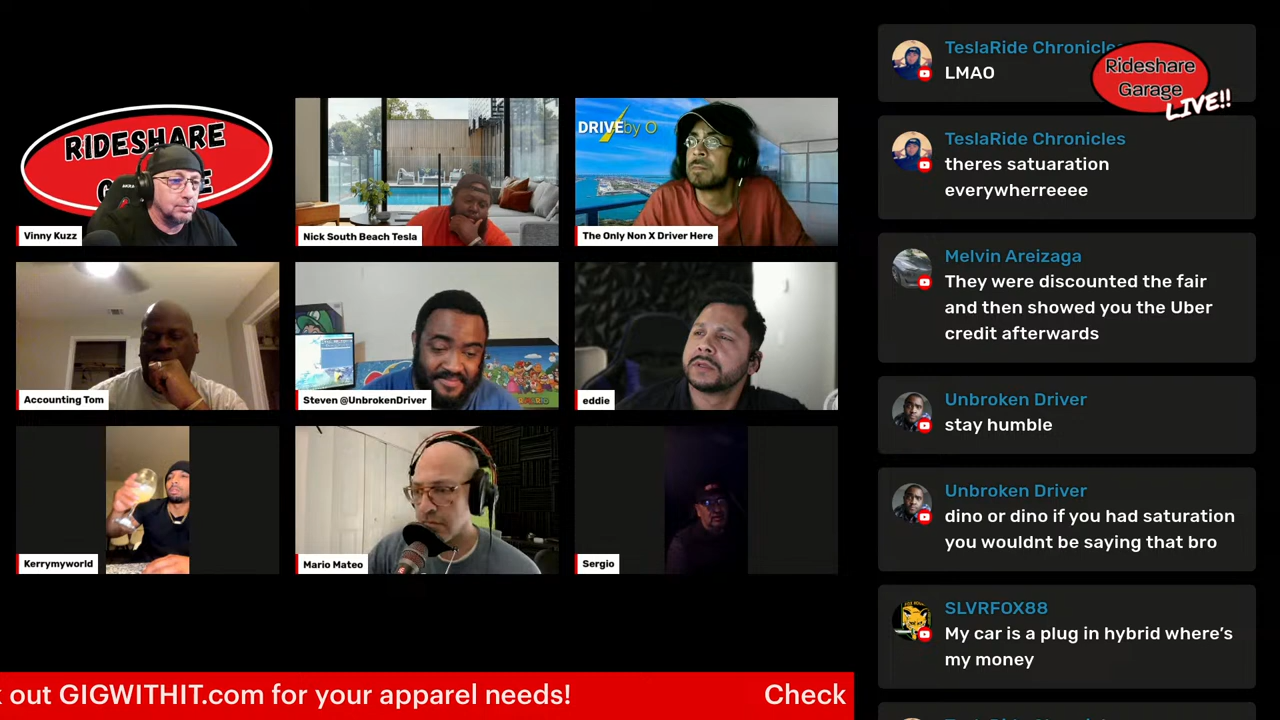 RIDESHARE
Vinny Kuzz
Nick South Beach Tesla
DRIVE by O
The Only Non X Driver Here
Accounting Tom
Steven @UnbrokenDriver
eddie
Kerrymyworld
Mario Mateo
Sergio
out GIGWITHIT.com for your apparel needs!
Check
TeslaRide Chronicles
LMAO
Rideshare
Garage
LIVE!!
TeslaRide Chronicles
theres satuaration
everywherreeee
Melvin Areizaga
They were discounted the fair
and then showed you the Uber
credit afterwards
Unbroken Driver
stay humble
Unbroken Driver
dino or dino if you had saturation
you wouldnt be saying that bro
SLVRFOX88
My car is a plug in hybrid where's
my money